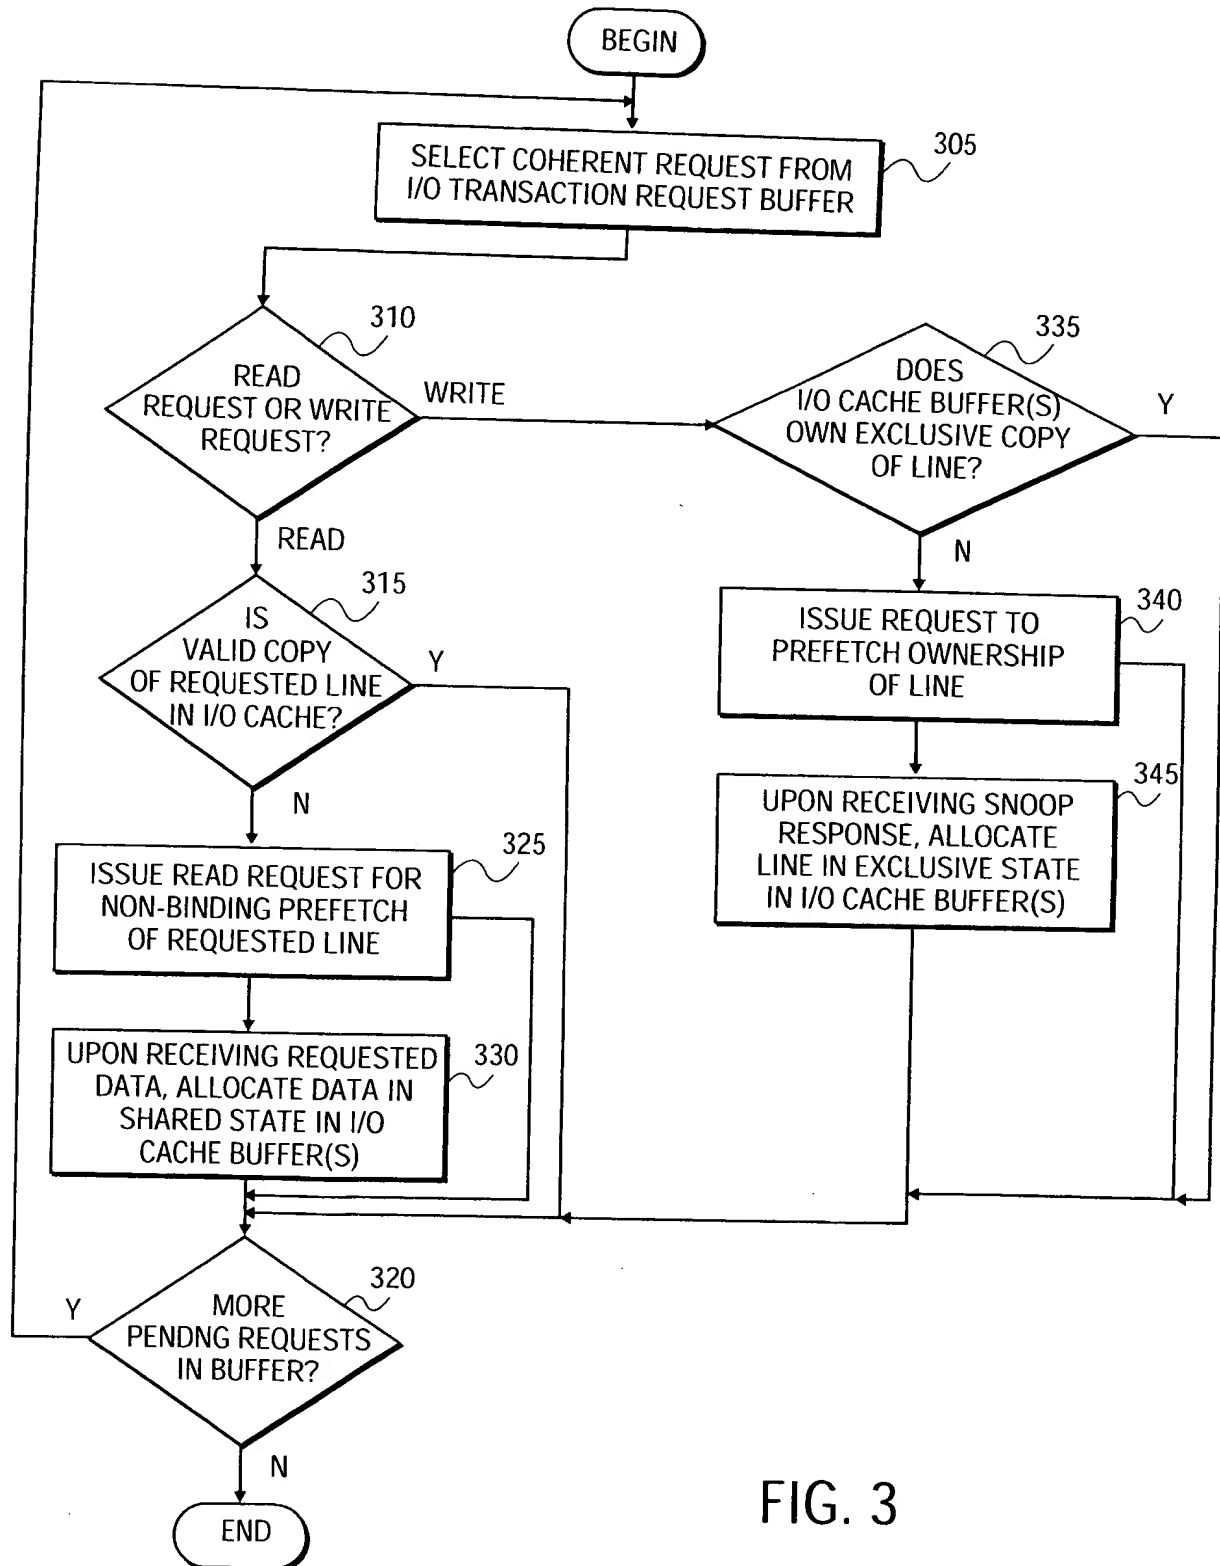 BEGIN
305
SELECT COHERENT REQUEST FROM
I/O TRANSACTION REQUEST BUFFER
310
READ
REQUEST OR WRITE
REQUEST?
WRITE
READ
335
DOES
I/O CACHE BUFFER(S)
OWN EXCLUSIVE COPY
OF LINE?
Y
N
315
IS
VALID COPY
OF REQUESTED LINE
IN I/O CACHE?
Y
N
340
ISSUE REQUEST TO
PREFETCH OWNERSHIP
OF LINE
345
UPON RECEIVING SNOOP
RESPONSE, ALLOCATE
LINE IN EXCLUSIVE STATE
IN I/O CACHE BUFFER(S)
325
ISSUE READ REQUEST FOR
NON-BINDING PREFETCH
OF REQUESTED LINE
330
UPON RECEIVING REQUESTED
DATA, ALLOCATE DATA IN
SHARED STATE IN I/O
CACHE BUFFER(S)
320
Y
MORE
PENDNG REQUESTS
IN BUFFER?
N
END
FIG. 3